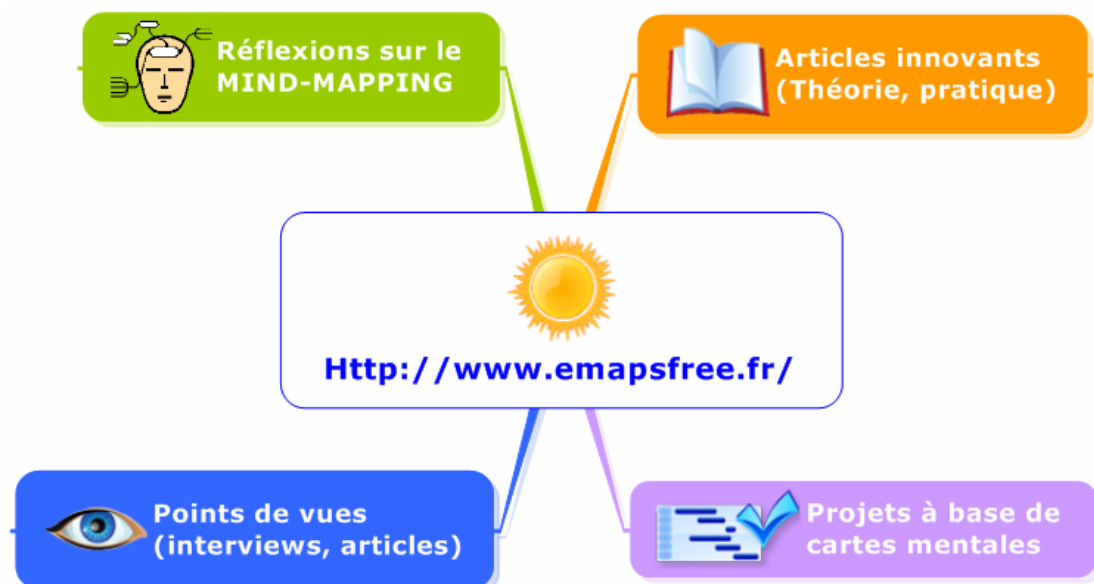 Réflexions sur le
MIND-MAPPING
Articles innovants
(Théorie, pratique)
Http://www.emapsfree.fr/
Points de vues
(interviews, articles)
Projets à base de
cartes mentales